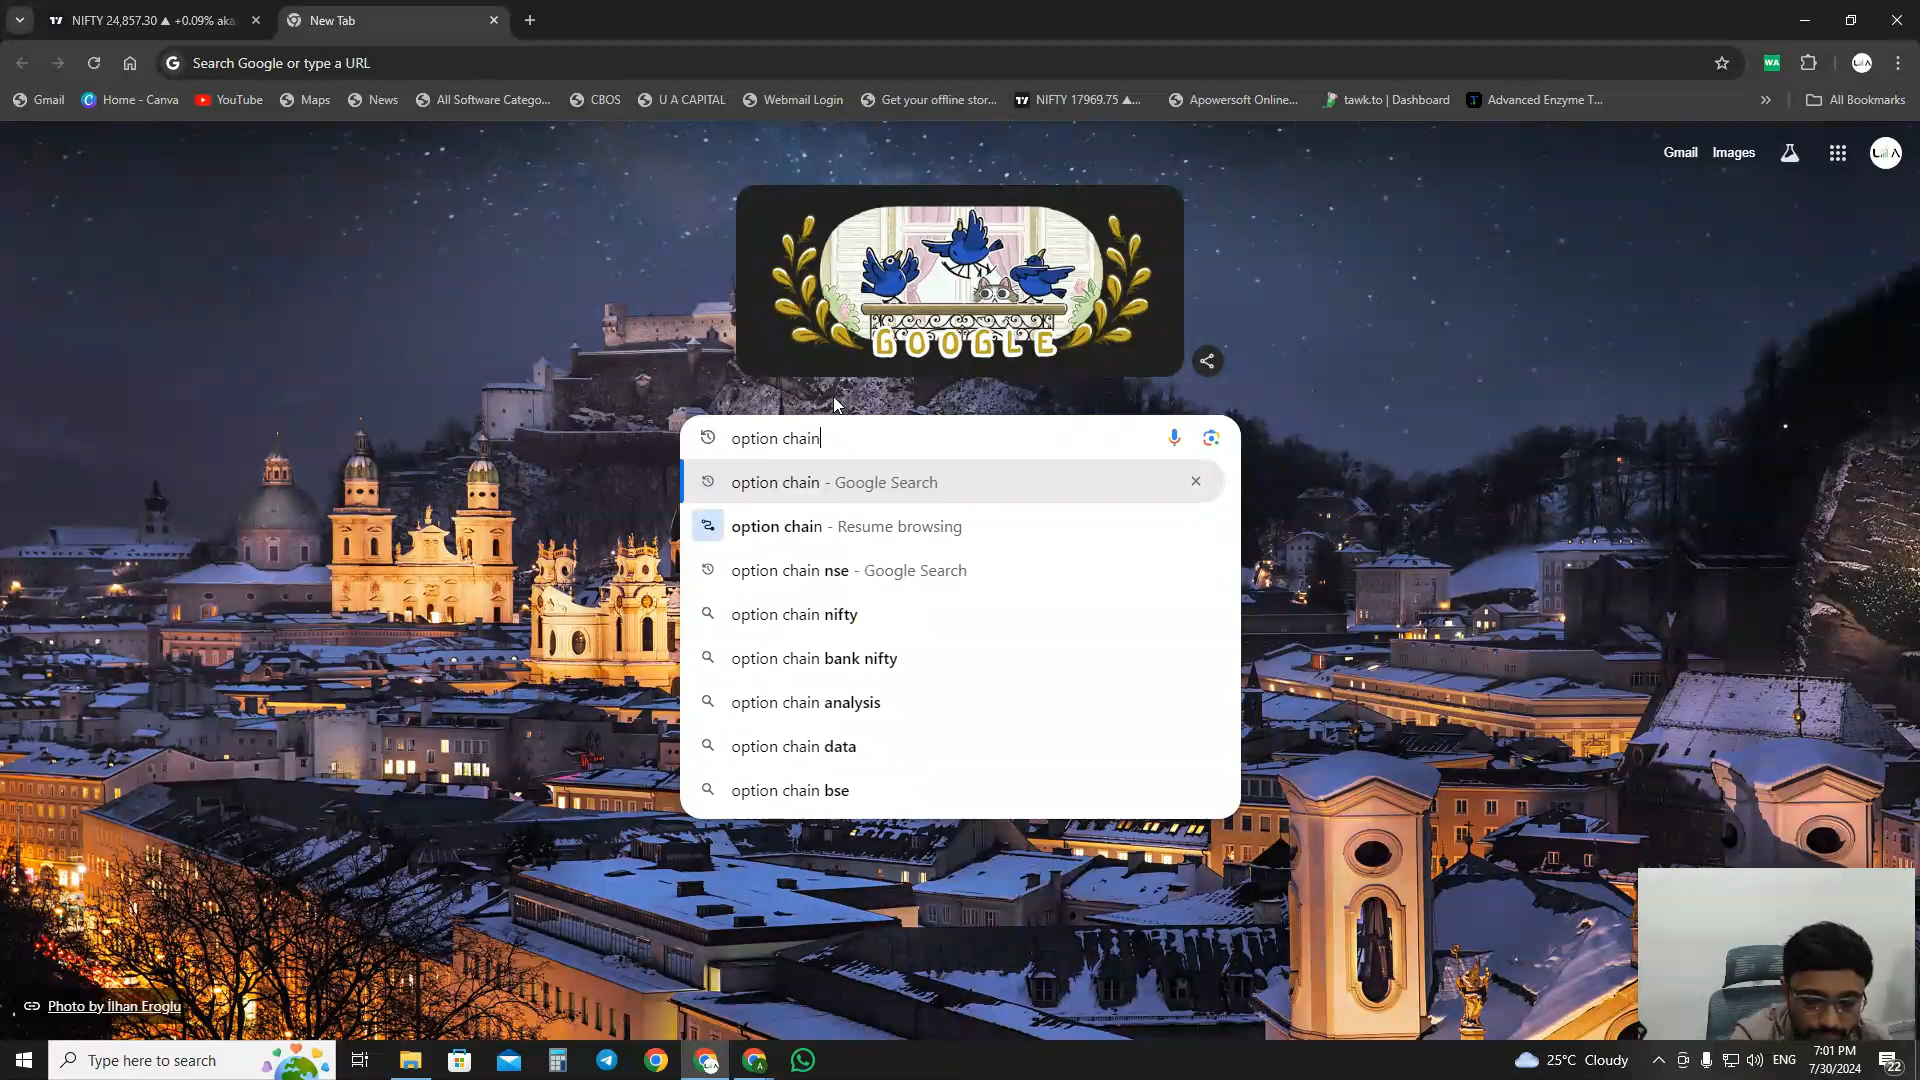 NIFTY 24,857.30 ▲ +0.09% aka
New Tab
Search Google or type a URL
WA
Gmail
Home - Canva
YouTube
Maps
News
All Software Catego...
CBOS
U A CAPITAL
Webmail Login
Get your offline stor...
NIFTY 17969.75 ▲...
Apowersoft Online...
tawk.to | Dashboard
Advanced Enzyme T...
All Bookmarks
Gmail
Images
GOOGLE
option chain
option chain - Google Search
option chain - Resume browsing
option chain nse - Google Search
option chain nifty
option chain bank nifty
option chain analysis
option chain data
option chain bse
Photo by İlhan Eroglu
Type here to search
25°C Cloudy
ENG
7:01 PM
7/30/2024
22